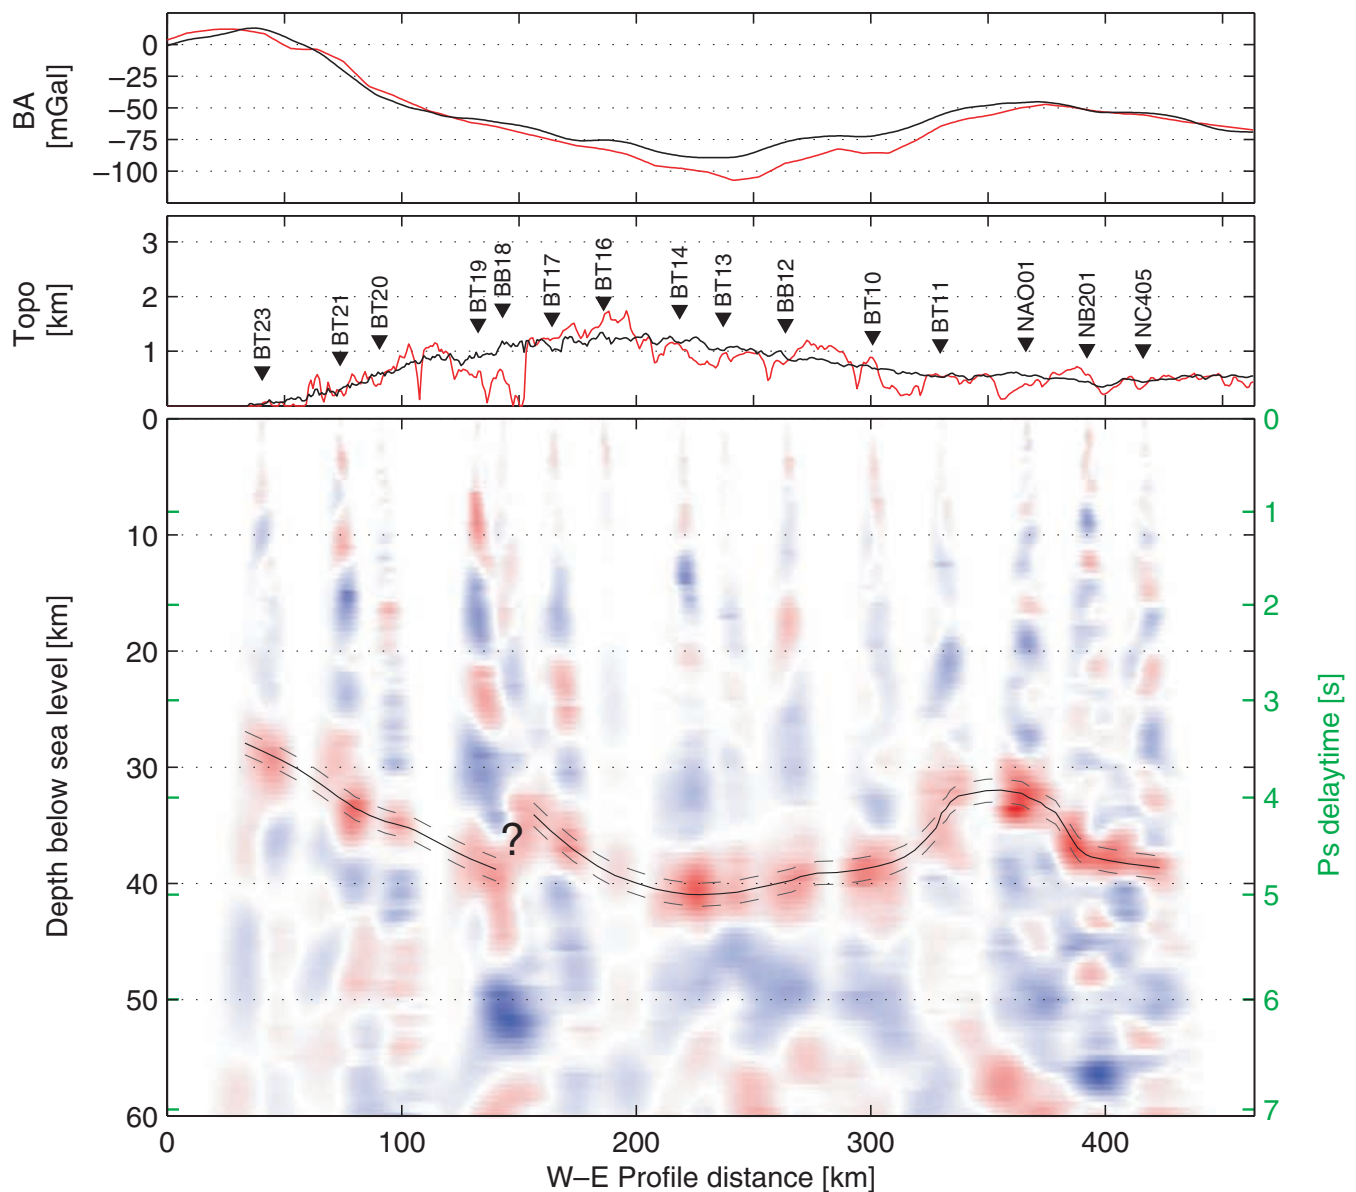 BA
[mGal]
0
−25
−50
−75
−100
Topo
[km]
3
2
1
0
BT23
BT21
BT20
BT19
BB18
BT17
BT16
BT14
BT13
BB12
BT10
BT11
NAO01
NB201
NC405
Depth below sea level [km]
0
10
20
30
40
50
60
?
0
1
2
3
4
5
6
7
Ps delaytime [s]
0
100
200
300
400
W–E Profile distance [km]